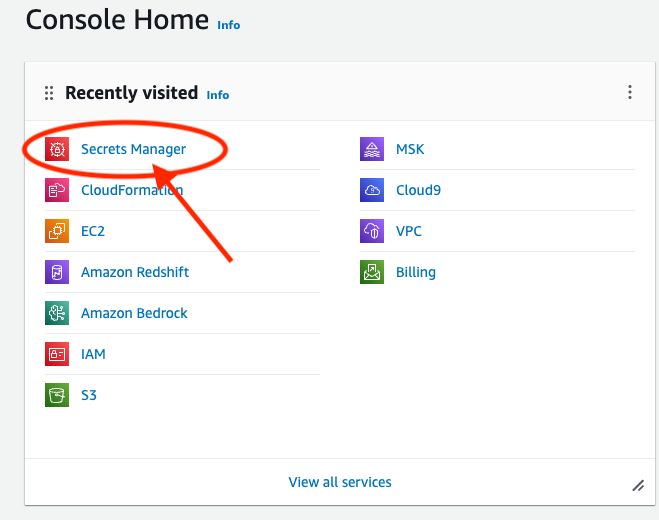 Console Home Info
Recently visited Info
Secrets Manager
CloudFormation
EC2
Amazon Redshift
Amazon Bedrock
IAM
S3
MSK
Cloud9
VPC
Billing
View all services